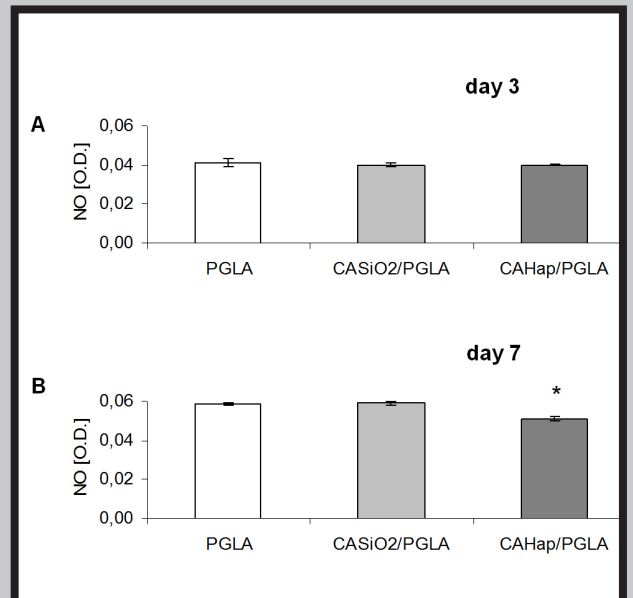 day 3
A
0,06
0,04
0,02
0,00
NO [O.D.]
PGLA CASiO2/PGLA CAHap/PGLA
day 7
B
*
0,06
0,04
0,02
0,00
NO [O.D.]
PGLA CASiO2/PGLA CAHap/PGLA